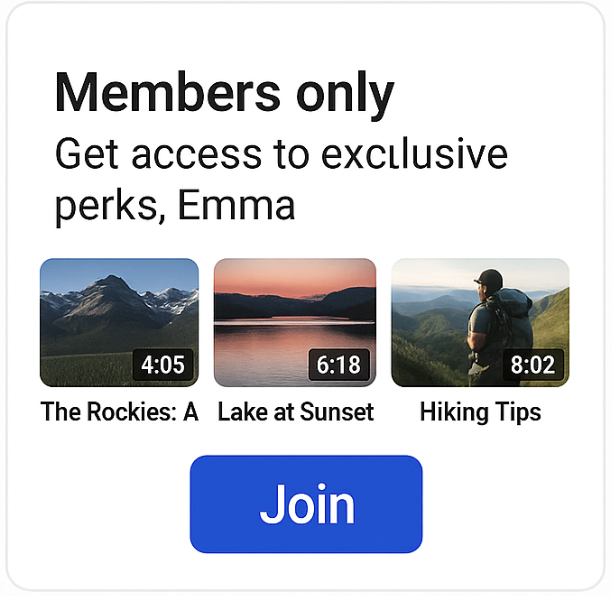 Members only
Get access to excılusive
perks, Emma
4:05 6:18 8:02
The Rockies: A Lake at Sunset Hiking Tips
Join